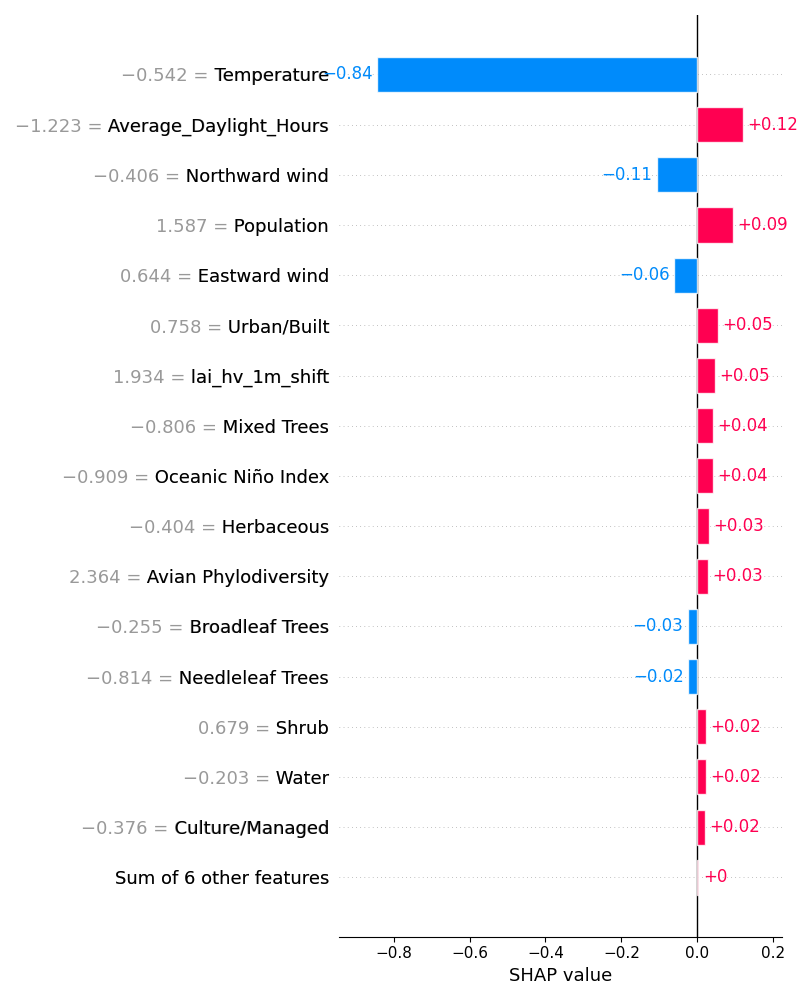 −0.542 = Temperature −0.84
−1.223 = Average_Daylight_Hours +0.12
−0.406 = Northward wind −0.11
1.587 = Population +0.09
0.644 = Eastward wind −0.06
0.758 = Urban/Built +0.05
1.934 = lai_hv_1m_shift +0.05
−0.806 = Mixed Trees +0.04
−0.909 = Oceanic Niño Index +0.04
−0.404 = Herbaceous +0.03
2.364 = Avian Phylodiversity +0.03
−0.255 = Broadleaf Trees −0.03
−0.814 = Needleleaf Trees −0.02
0.679 = Shrub +0.02
−0.203 = Water +0.02
−0.376 = Culture/Managed +0.02
Sum of 6 other features +0
−0.8 −0.6 −0.4 −0.2 0.0 0.2
SHAP value